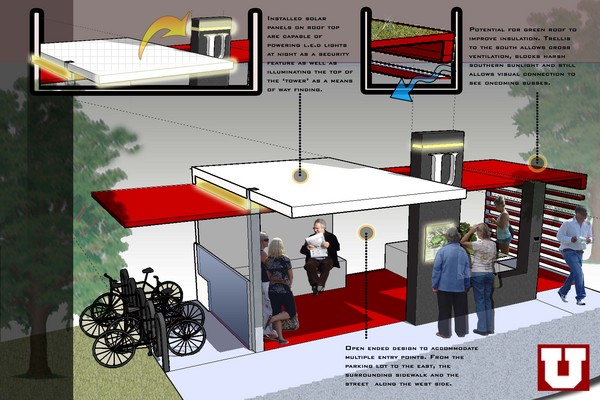 Installed solar
panels on roof top
are capable of
powering L.E.D lights
at night as a security
feature as well as
illuminating the top of
the "tower" as a means
of way finding.
Potential for green roof to
improve insulation. Trellis
to the south allows cross
ventilation, blocks harsh
southern sunlight and still
allows visual connection to
see oncoming busses.
U
U
Open ended design to accommodate
multiple entry points. From the
parking lot to the east, the
surrounding sidewalk and the
street along the west side.
U